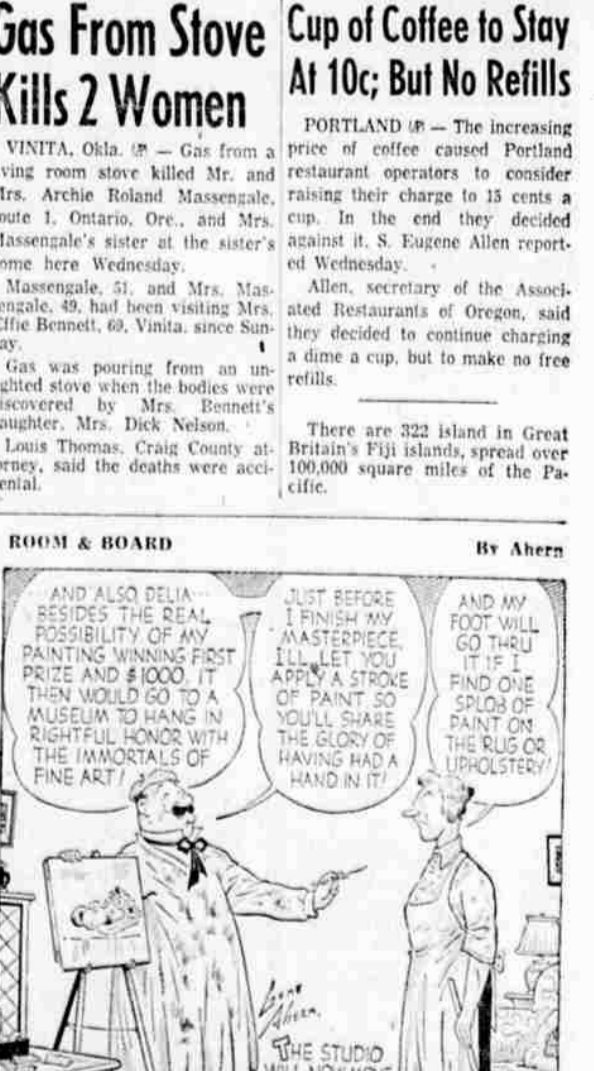 Gas From Stove
Kills 2 Women
VINITA, Okla. (UP) — Gas from a
ving room stove killed Mr. and
Mrs. Archie Roland Massengale,
oute 1, Ontario, Ore., and Mrs.
Massengale's sister at the sister's
ome here Wednesday.
Massengale, 51, and Mrs. Mas-
engale, 49, had been visiting Mrs.
Effie Bennett, 69, Vinita, since Sun-
ay.
Gas was pouring from an un-
ghted stove when the bodies were
iscovered by Mrs. Bennett's
aughter, Mrs. Dick Nelson.
Louis Thomas, Craig County at-
orney, said the deaths were acci-
ental.
Cup of Coffee to Stay
At 10c; But No Refills
PORTLAND (UP) — The increasing
price of coffee caused Portland
restaurant operators to consider
raising their charge to 15 cents a
cup. In the end they decided
against it, S. Eugene Allen report-
ed Wednesday.
Allen, secretary of the Associ-
ated Restaurants of Oregon, said
they decided to continue charging
a dime a cup, but to make no free
refills.
There are 322 island in Great
Britain's Fiji islands, spread over
100,000 square miles of the Pa-
cific.
ROOM & BOARD
By Ahern
AND ALSO, DELIA--
BESIDES THE REAL
POSSIBILITY OF MY
PAINTING WINNING FIRST
PRIZE AND $1000, IT
THEN WOULD GO TO A
MUSEUM TO HANG IN
RIGHTFUL HONOR WITH
THE IMMORTALS OF
FINE ART!
JUST BEFORE
I FINISH MY
MASTERPIECE,
I'LL LET YOU
APPLY A STROKE
OF PAINT SO
YOU'LL SHARE
THE GLORY OF
HAVING HAD A
HAND IN IT!
AND MY
FOOT WILL
GO THRU
IT IF I
FIND ONE
SPLOB OF
PAINT ON
THE RUG OR
UPHOLSTERY!
Gene
Ahern
THE STUDIO
WILL NOW MOVE